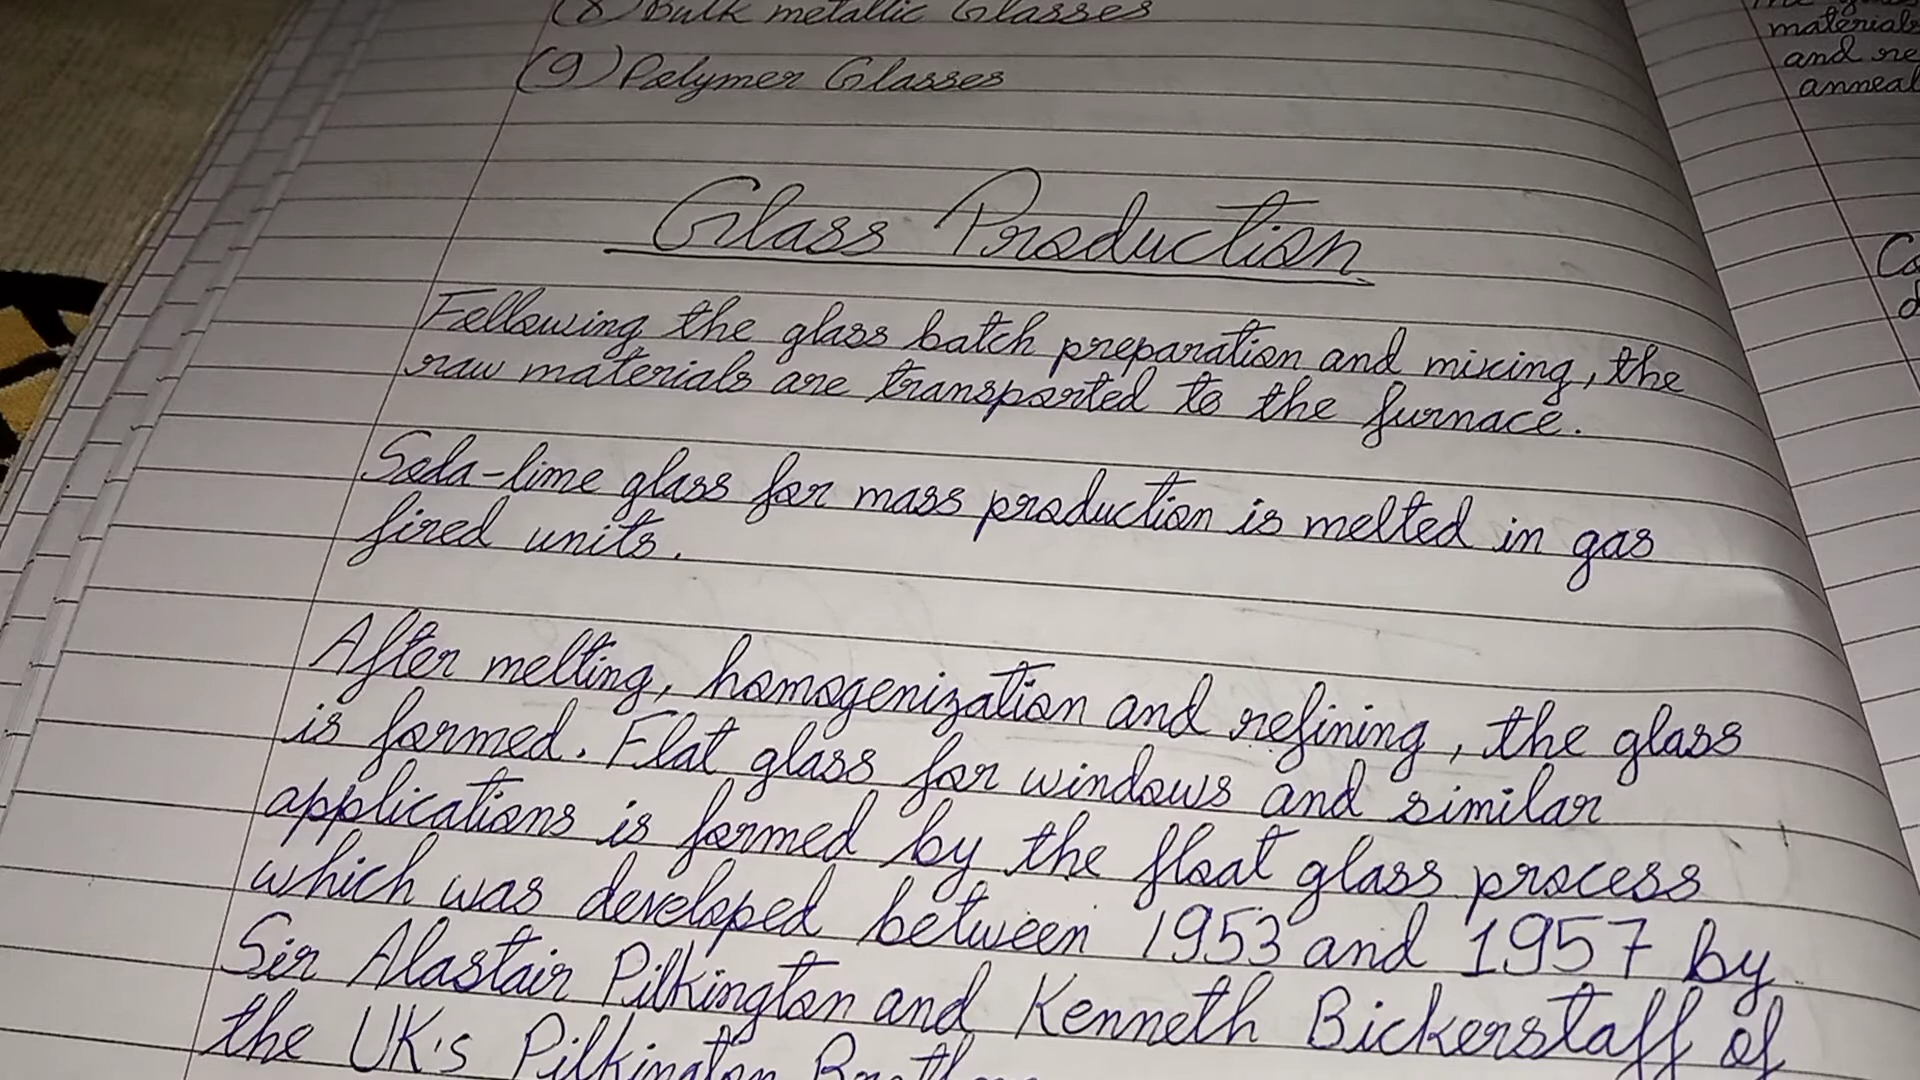 (8) Bulk metallic Glasses
(9) Polymer Glasses
Glass Production
Following the glass batch preparation and mixing, the
raw materials are transported to the furnace.
Soda-lime glass for mass production is melted in gas
fired units.
After melting, homogenization and refining, the glass
is formed. Flat glass for windows and similar
applications is formed by the float glass process
which was developed between 1953 and 1957 by
Sir Alastair Pilkington and Kenneth Bickerstaff of
the UK's Pilkington
materials
and re
anneal